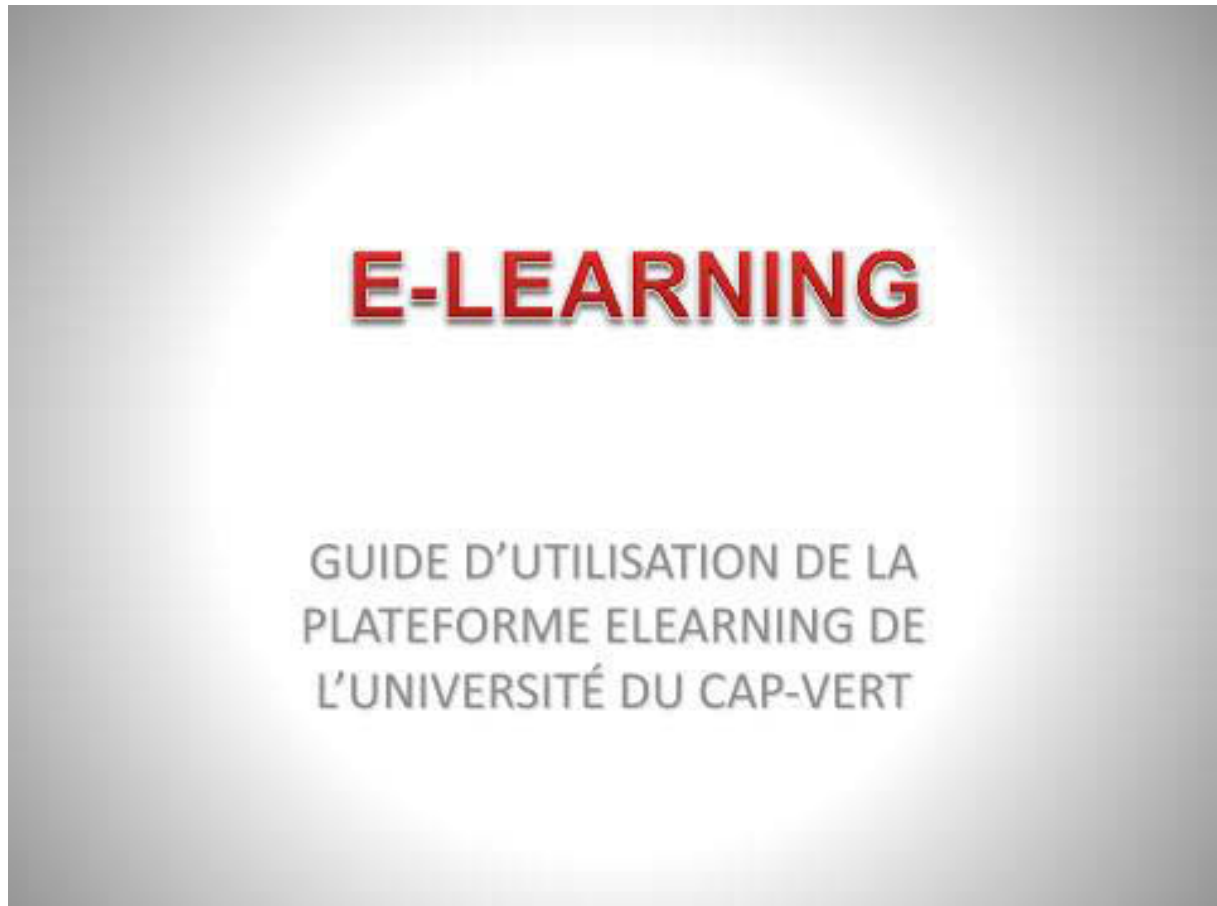 E-LEARNING
GUIDE D’UTILISATION DE LA
PLATEFORME ELEARNING DE
L’UNIVERSITÉ DU CAP-VERT